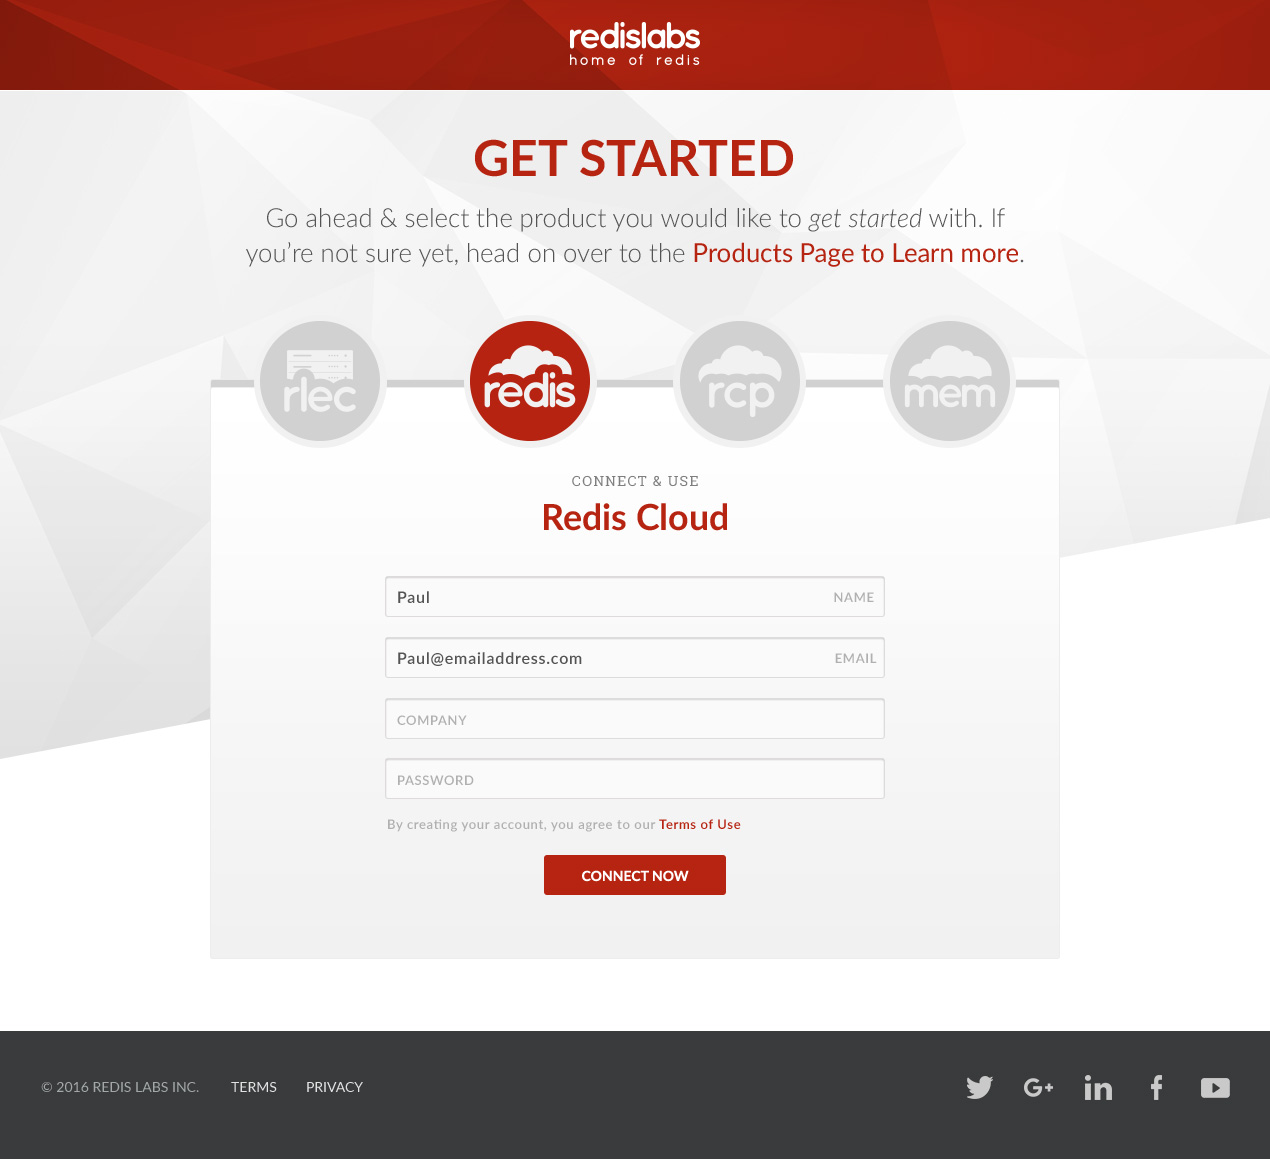 redislabs
home of redis
GET STARTED
Go ahead & select the product you would like to get started with. If
you're not sure yet, head on over to the Products Page to Learn more.
rlec
redis
rcp
mem
CONNECT & USE
Redis Cloud
Paul NAME
Paul@emailaddress.com EMAIL
COMPANY
PASSWORD
By creating your account, you agree to our Terms of Use
CONNECT NOW
© 2016 REDIS LABS INC. TERMS PRIVACY
G+ in f